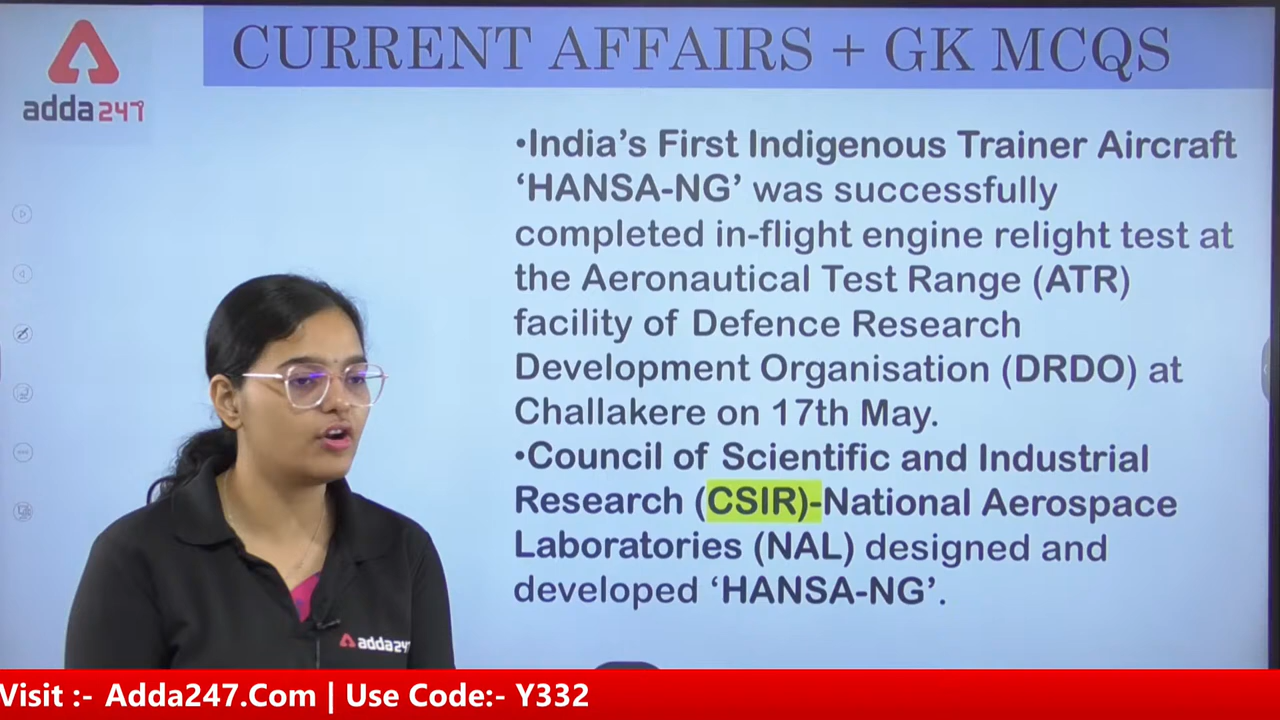 CURRENT AFFAIRS + GK MCQS
adda247
•India’s First Indigenous Trainer Aircraft
‘HANSA-NG’ was successfully
completed in-flight engine relight test at
the Aeronautical Test Range (ATR)
facility of Defence Research
Development Organisation (DRDO) at
Challakere on 17th May.
•Council of Scientific and Industrial
Research (CSIR)-National Aerospace
Laboratories (NAL) designed and
developed ‘HANSA-NG’.
adda247
Visit :- Adda247.Com | Use Code:- Y332